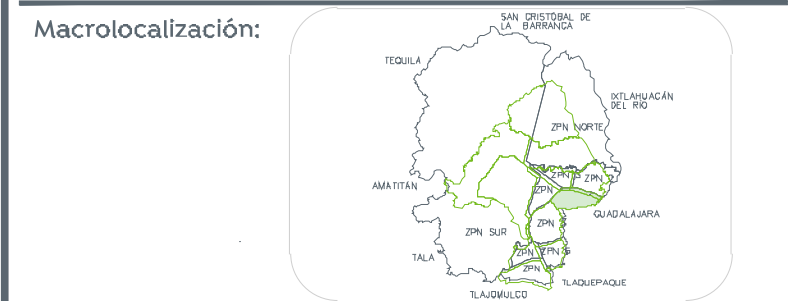 Macrolocalización:
SAN CRISTÓBAL DE
LA BARRANCA
TEQUILA
IXTLAHUACÁN
DEL RÍO
ZPN NORTE
ZPN
ZPN 2
AMATITÁN
ZPN
GUADALAJARA
ZPN
ZPN SUR
TALA
ZPN
ZPN
ZPN
TLAQUEPAQUE
TLAJOMULCO